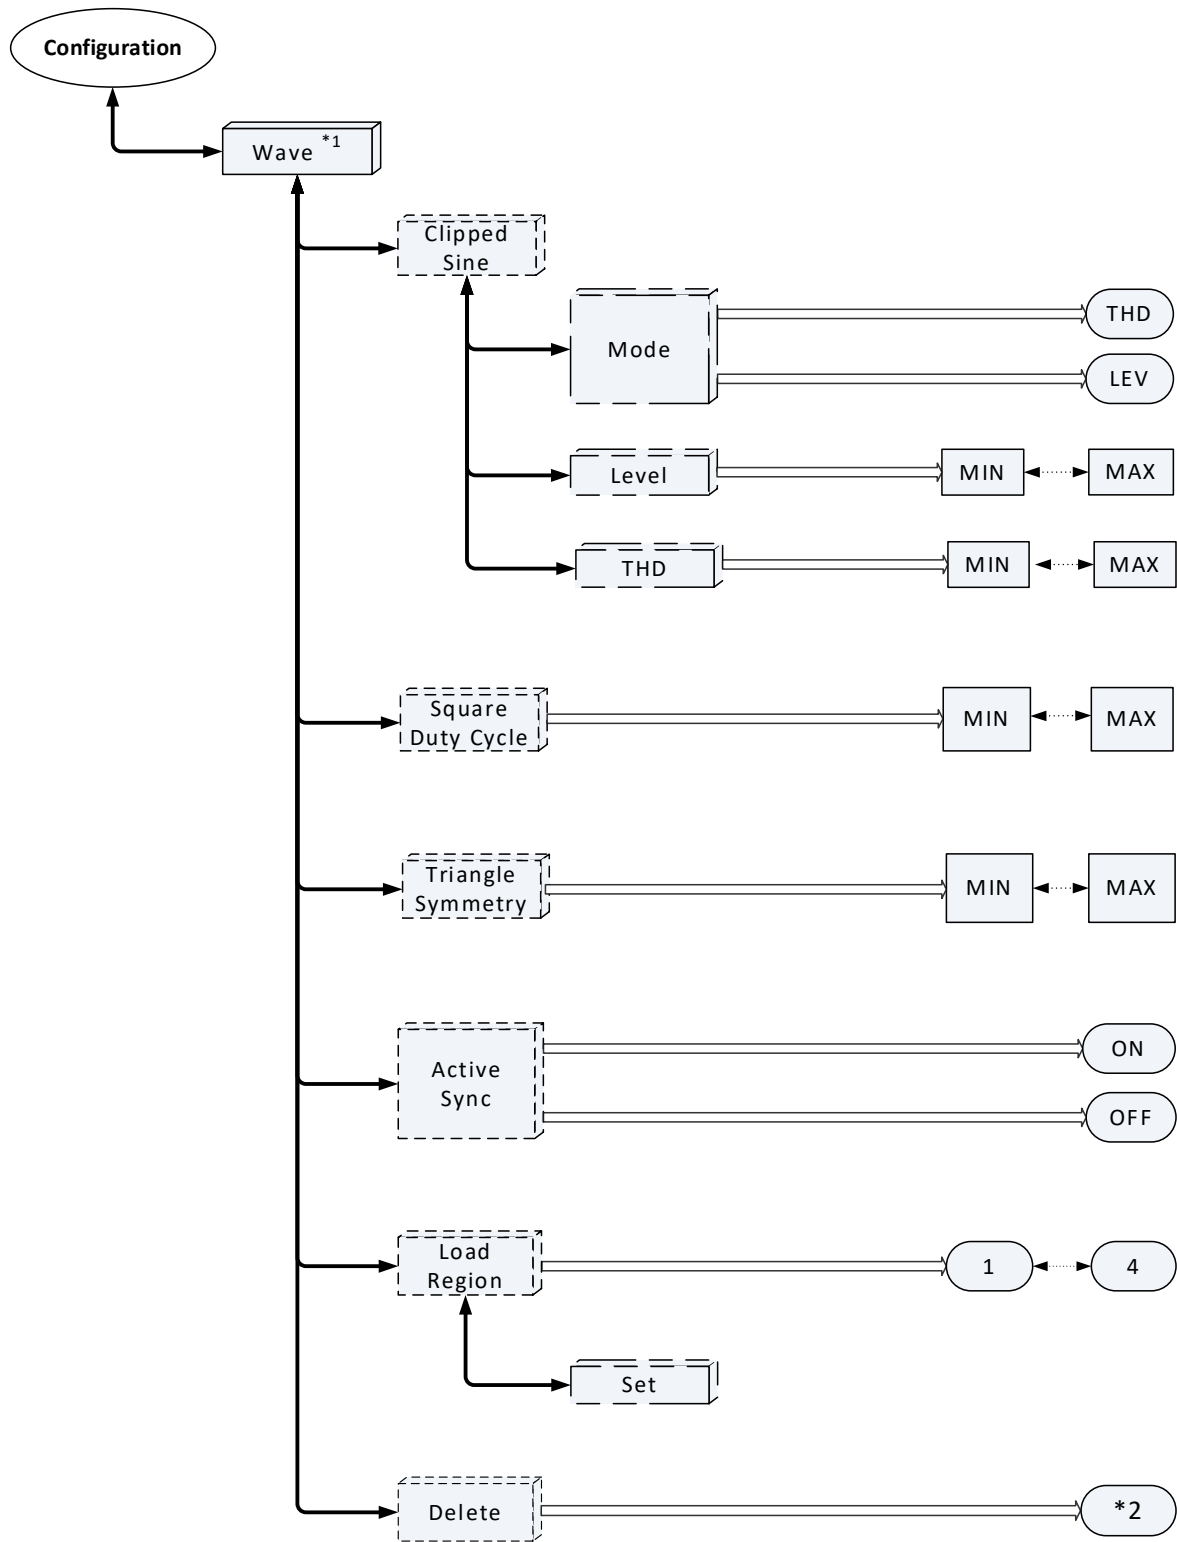 Configuration
Wave *1
Clipped
Sine
Mode
THD
LEV
Level
MIN
MAX
THD
MIN
MAX
Square
Duty Cycle
MIN
MAX
Triangle
Symmetry
MIN
MAX
Active
Sync
ON
OFF
Load
Region
1
4
Set
Delete
*2